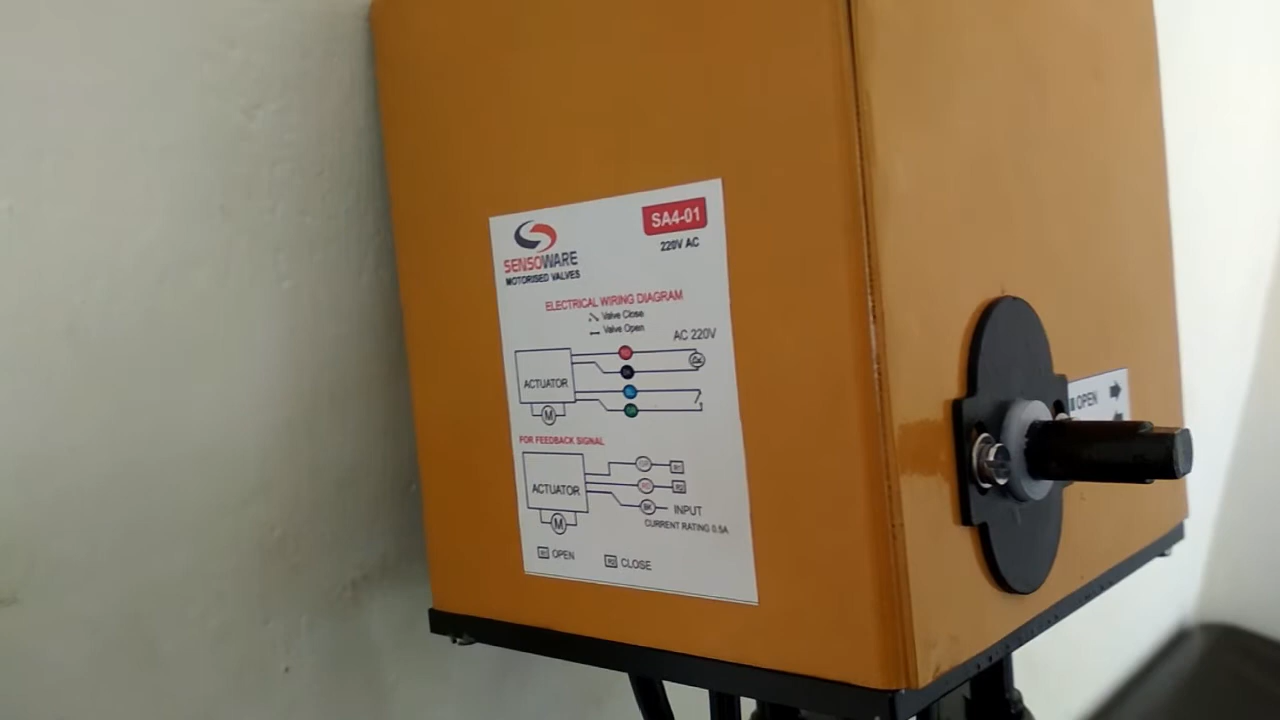 SA4-01
220V AC
SENSOWARE
MOTORISED VALVES
ELECTRICAL WIRING DIAGRAM
Valve Close
Valve Open
AC 220V
ACTUATOR
M
FOR FEEDBACK SIGNAL
ACTUATOR
M
BK
INPUT
CURRENT RATING 0.5A
OPEN
CLOSE
OPEN